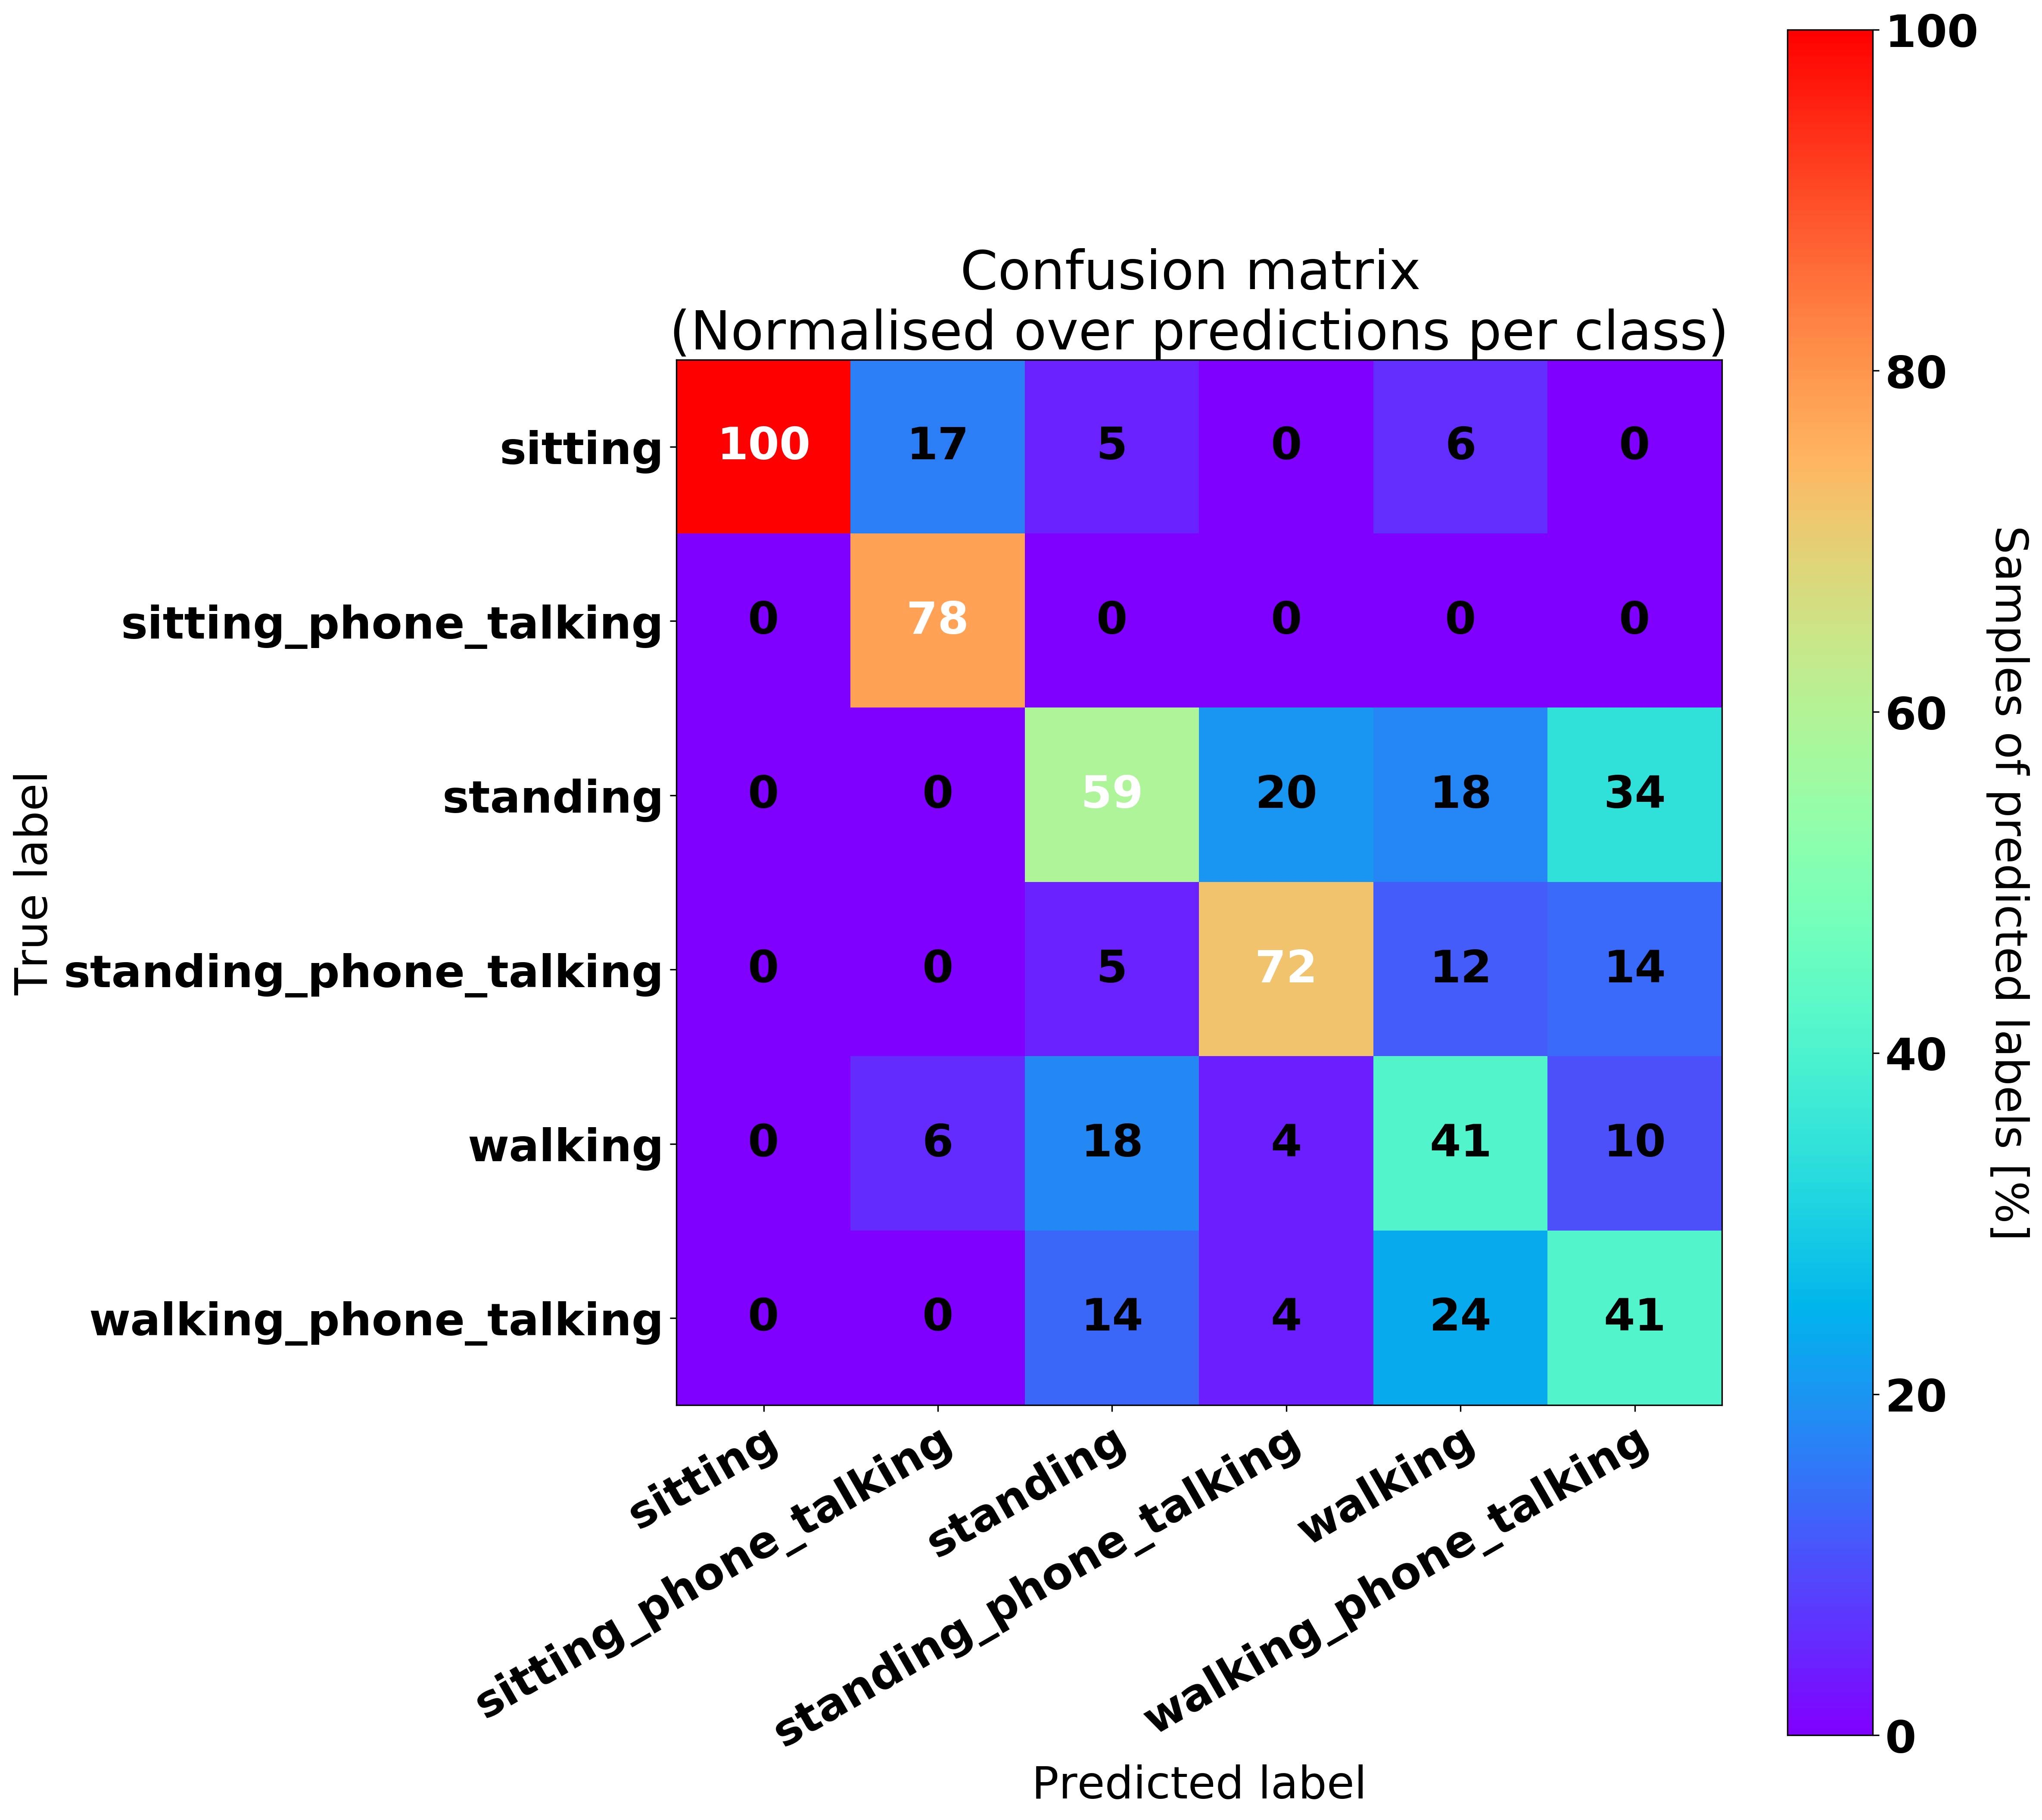 Confusion matrix
(Normalised over predictions per class)
True label
sitting 100 17 5 0 6 0
sitting_phone_talking 0 78 0 0 0 0
standing 0 0 59 20 18 34
standing_phone_talking 0 0 5 72 12 14
walking 0 6 18 4 41 10
walking_phone_talking 0 0 14 4 24 41
sitting
sitting_phone_talking
standing
standing_phone_talking
walking
walking_phone_talking
Predicted label
100
80
60
40
20
0
Samples of predicted labels [%]